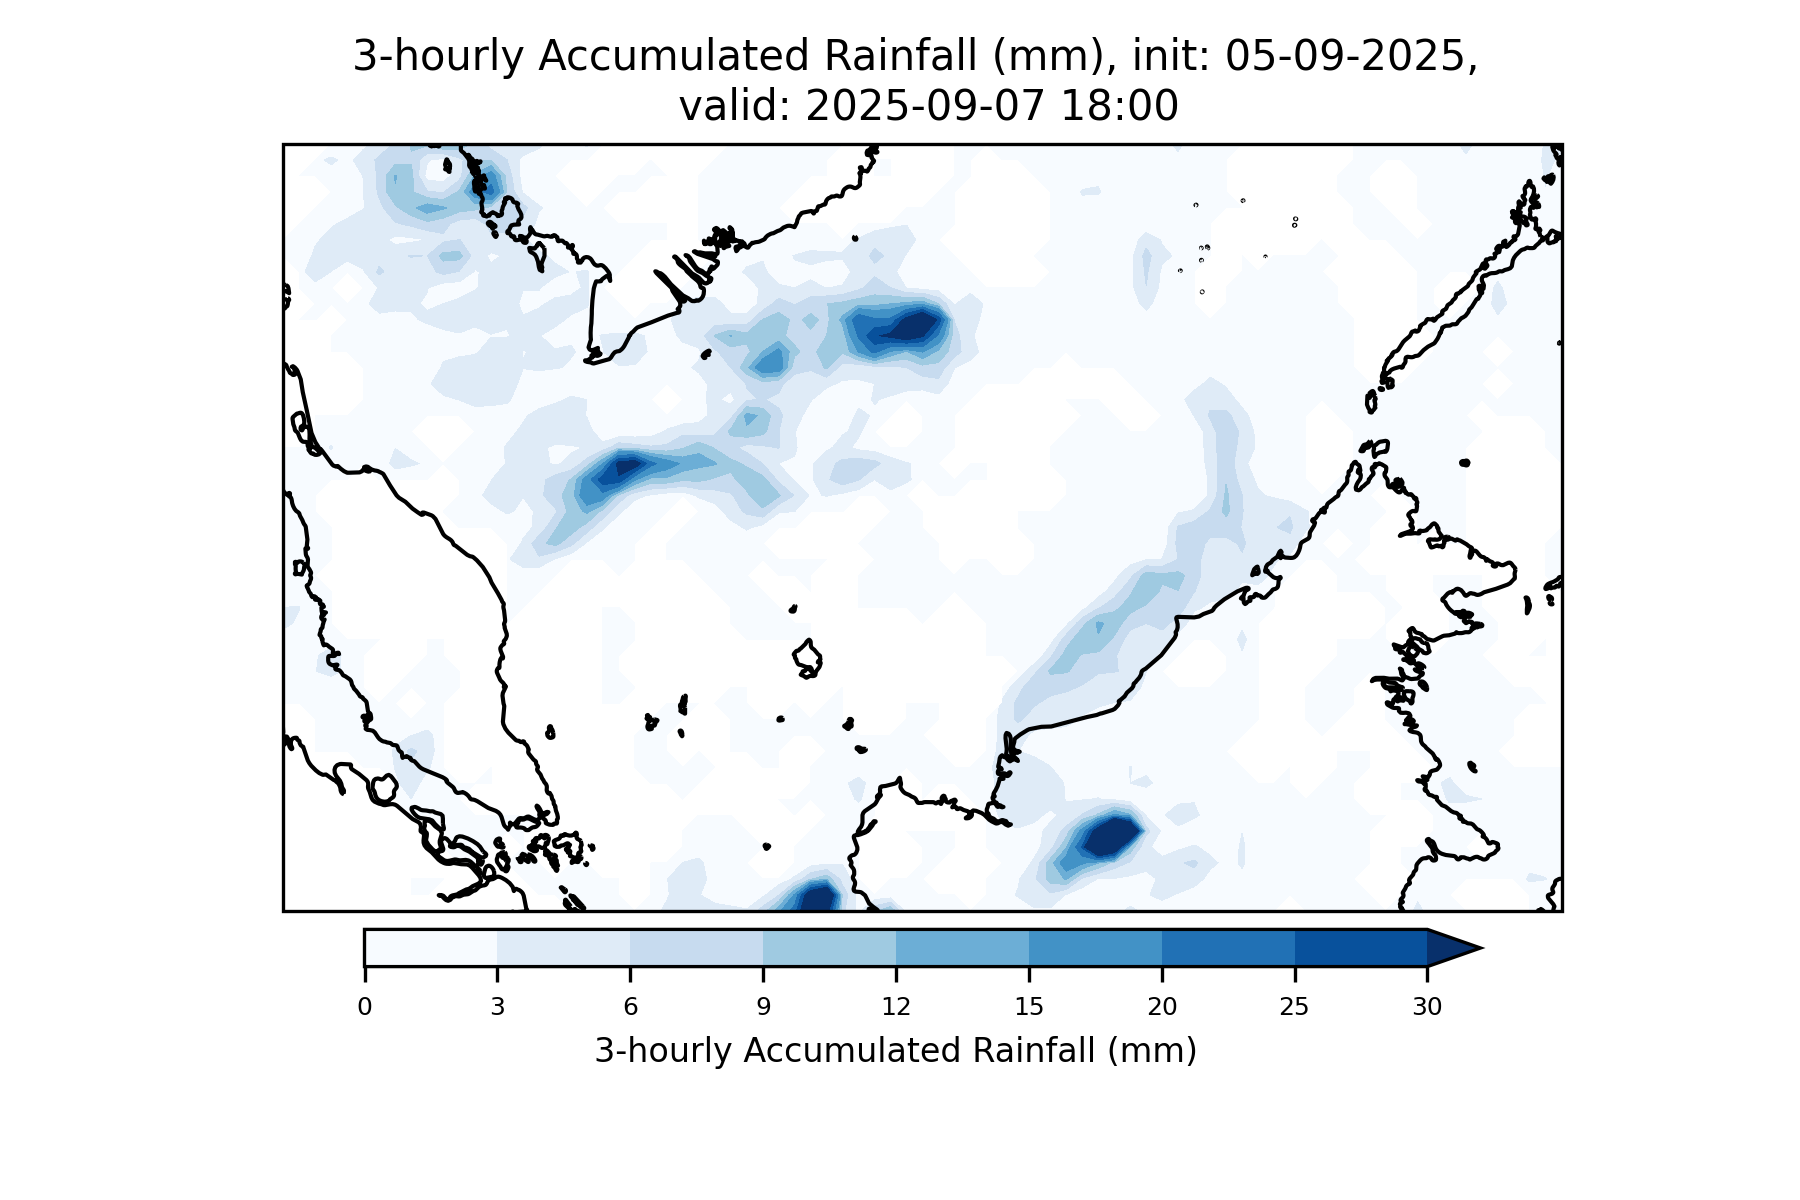 3-hourly Accumulated Rainfall (mm), init: 05-09-2025,
valid: 2025-09-07 18:00
0 3 6 9 12 15 20 25 30
3-hourly Accumulated Rainfall (mm)